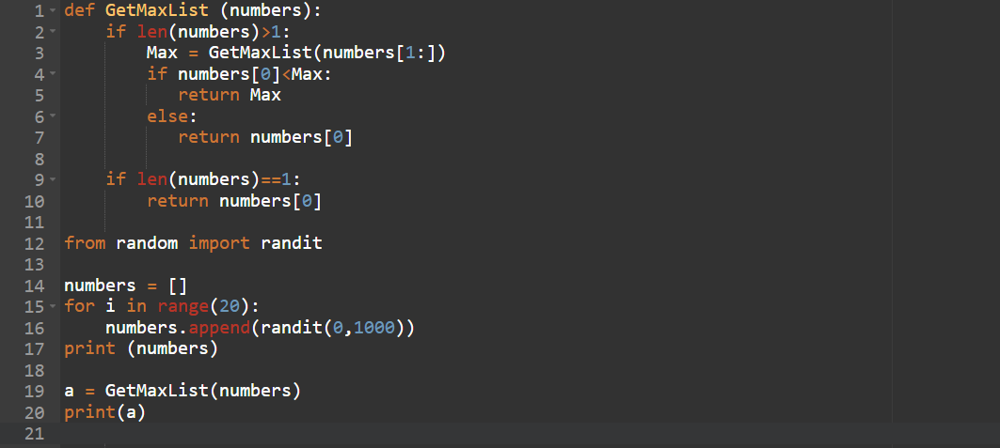 1 def GetMaxList (numbers):
2     if len(numbers)>1:
3         Max = GetMaxList(numbers[1:])
4         if numbers[0]<Max:
5            return Max
6         else:
7            return numbers[0]
8
9     if len(numbers)==1:
10         return numbers[0]
11
12 from random import randit
13
14 numbers = []
15 for i in range(20):
16     numbers.append(randit(0,1000))
17 print (numbers)
18
19 a = GetMaxList(numbers)
20 print(a)
21